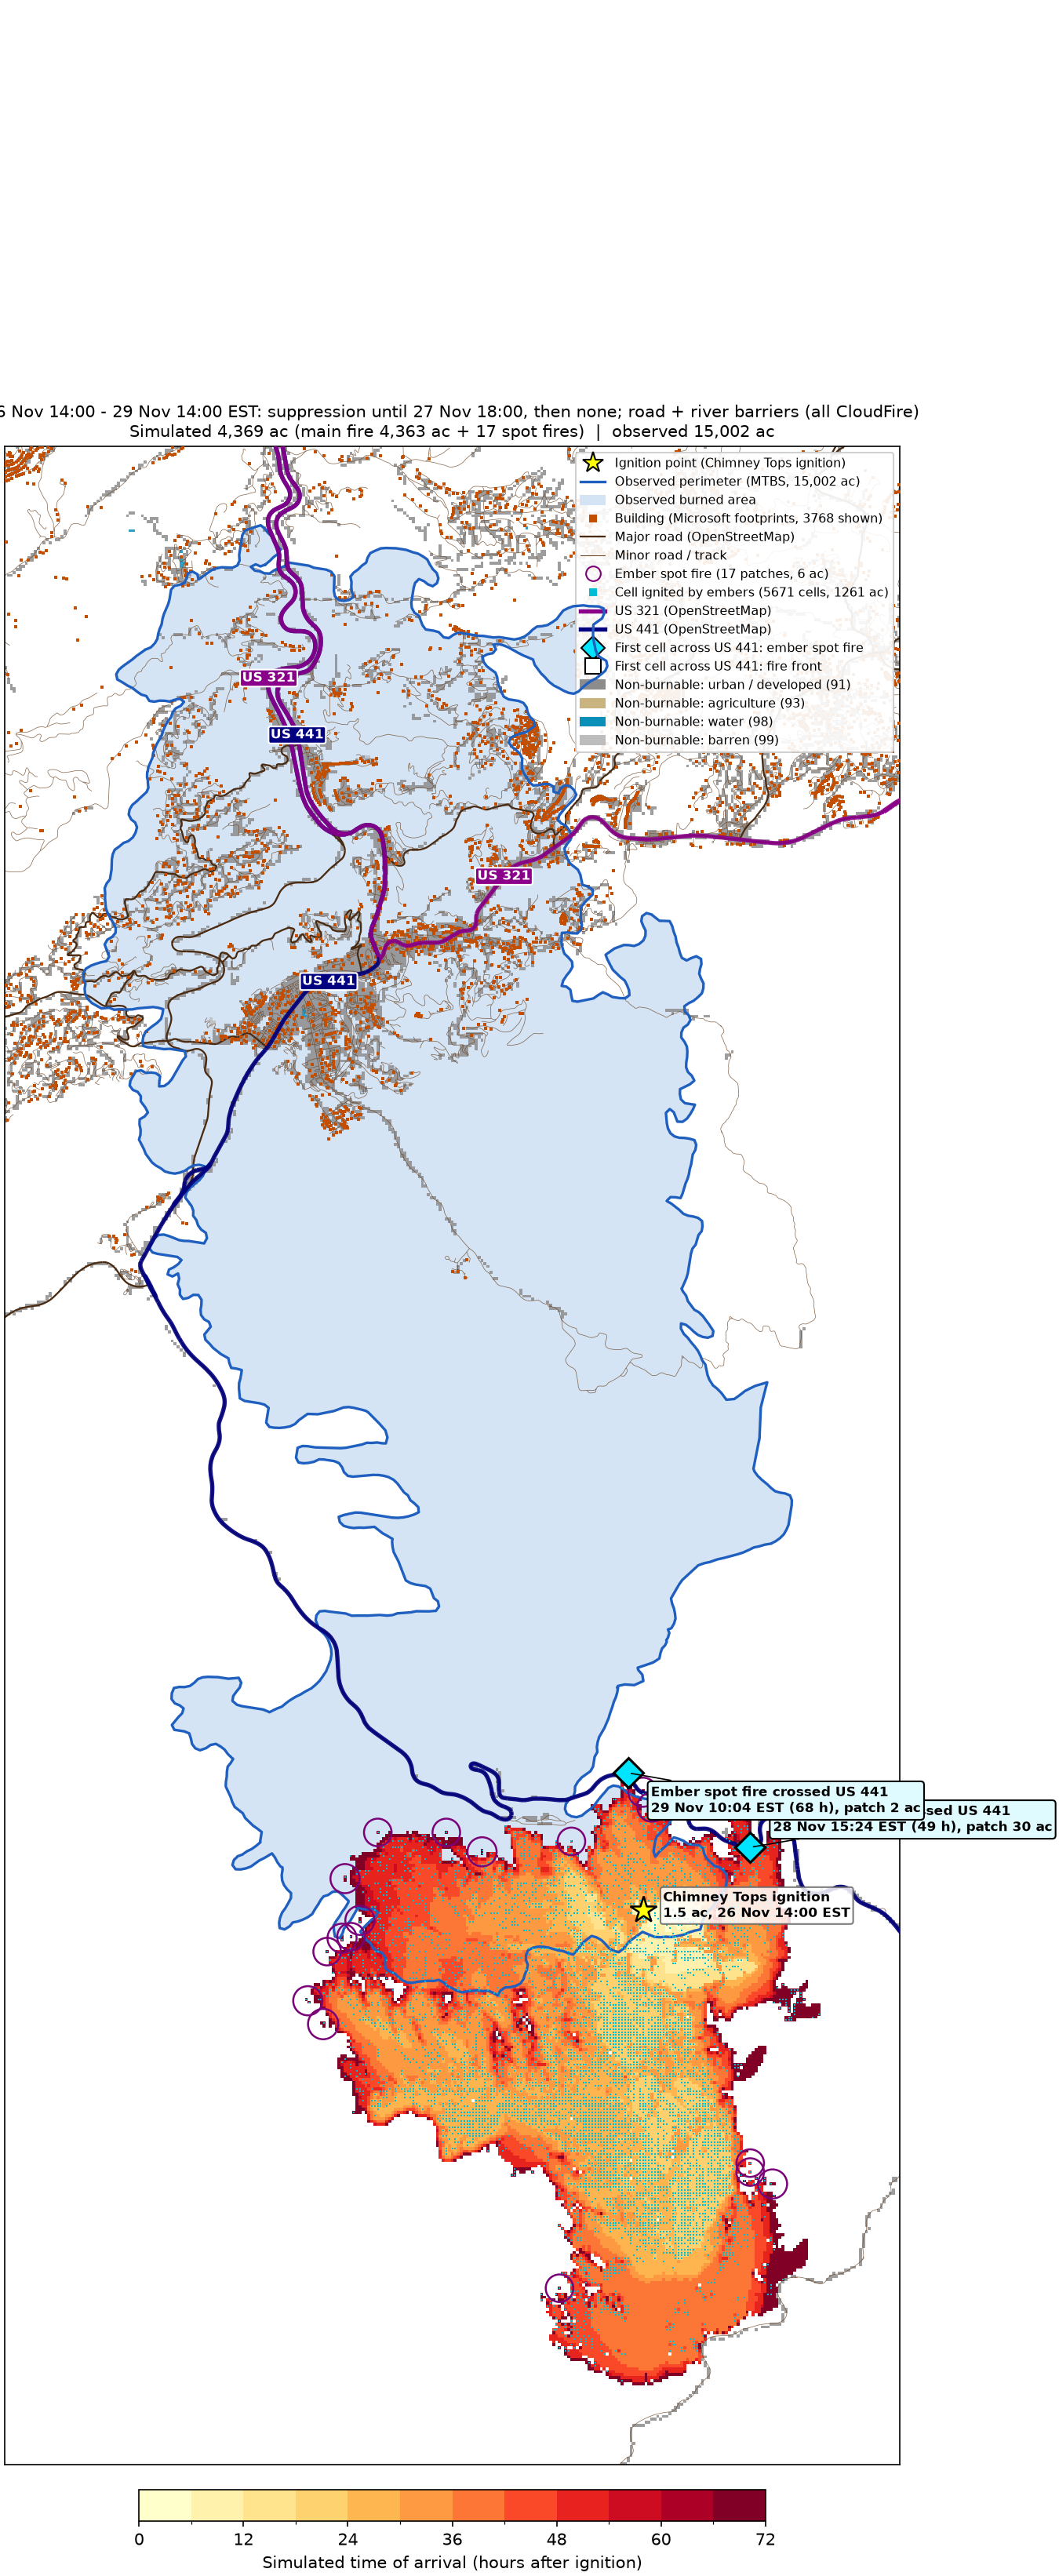 6 Nov 14:00 - 29 Nov 14:00 EST: suppression until 27 Nov 18:00, then none; road + river barriers (all CloudFire)
Simulated 4,369 ac (main fire 4,363 ac + 17 spot fires) | observed 15,002 ac
Ignition point (Chimney Tops ignition)
Observed perimeter (MTBS, 15,002 ac)
Observed burned area
Building (Microsoft footprints, 3768 shown)
Major road (OpenStreetMap)
Minor road / track
Ember spot fire (17 patches, 6 ac)
Cell ignited by embers (5671 cells, 1261 ac)
US 321 (OpenStreetMap)
US 441 (OpenStreetMap)
First cell across US 441: ember spot fire
First cell across US 441: fire front
Non-burnable: urban / developed (91)
Non-burnable: agriculture (93)
Non-burnable: water (98)
Non-burnable: barren (99)
US 321
US 441
US 321
US 441
Ember spot fire crossed US 441
29 Nov 10:04 EST (68 h), patch 2 ac
sed US 441
28 Nov 15:24 EST (49 h), patch 30 ac
Chimney Tops ignition
1.5 ac, 26 Nov 14:00 EST
0 12 24 36 48 60 72
Simulated time of arrival (hours after ignition)